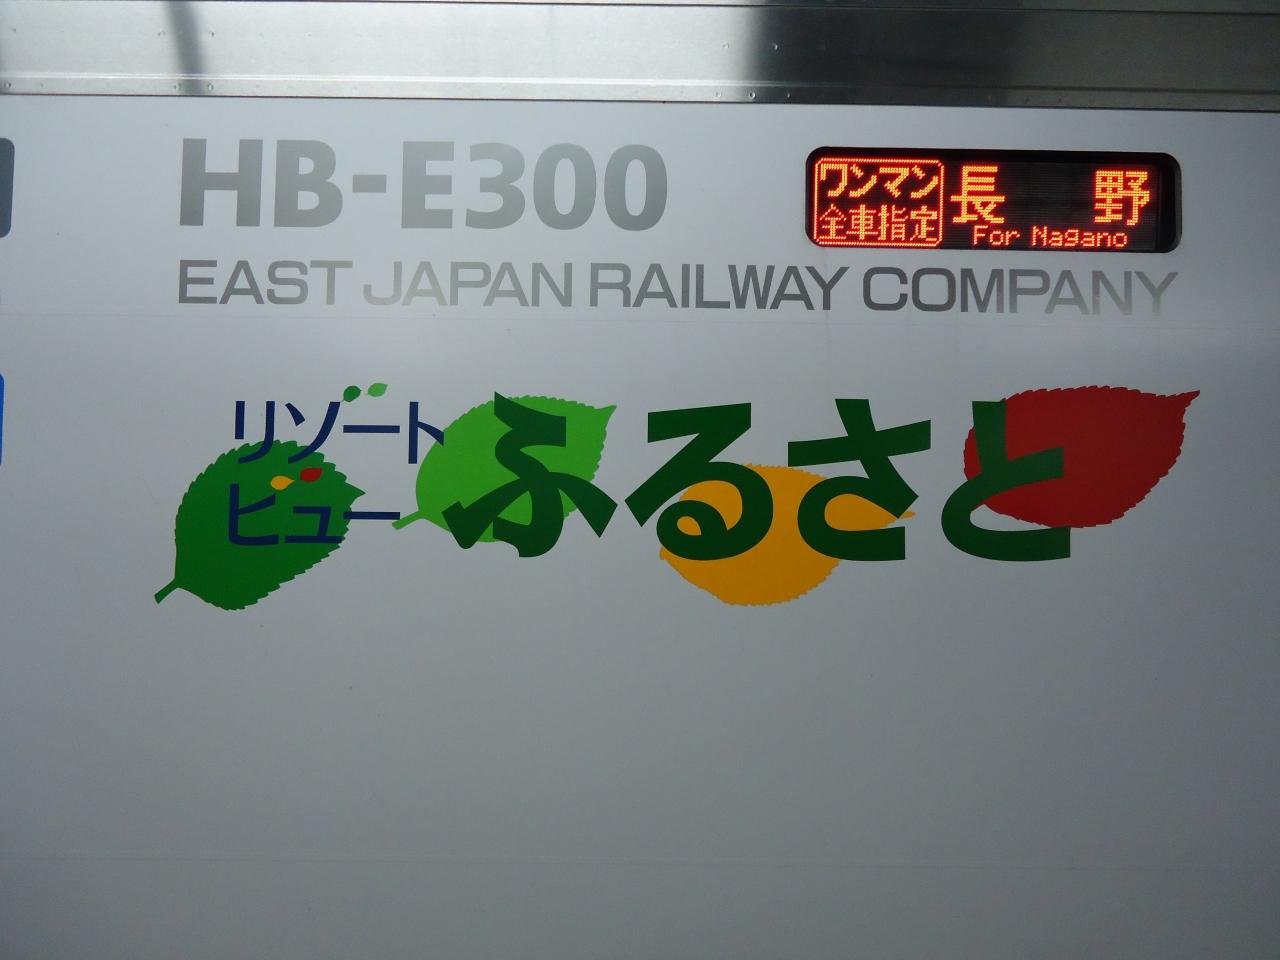 HB-E300
ワンマン
全車指定
長野
For Nagano
EAST JAPAN RAILWAY COMPANY
リゾート
ビュー
ふるさと